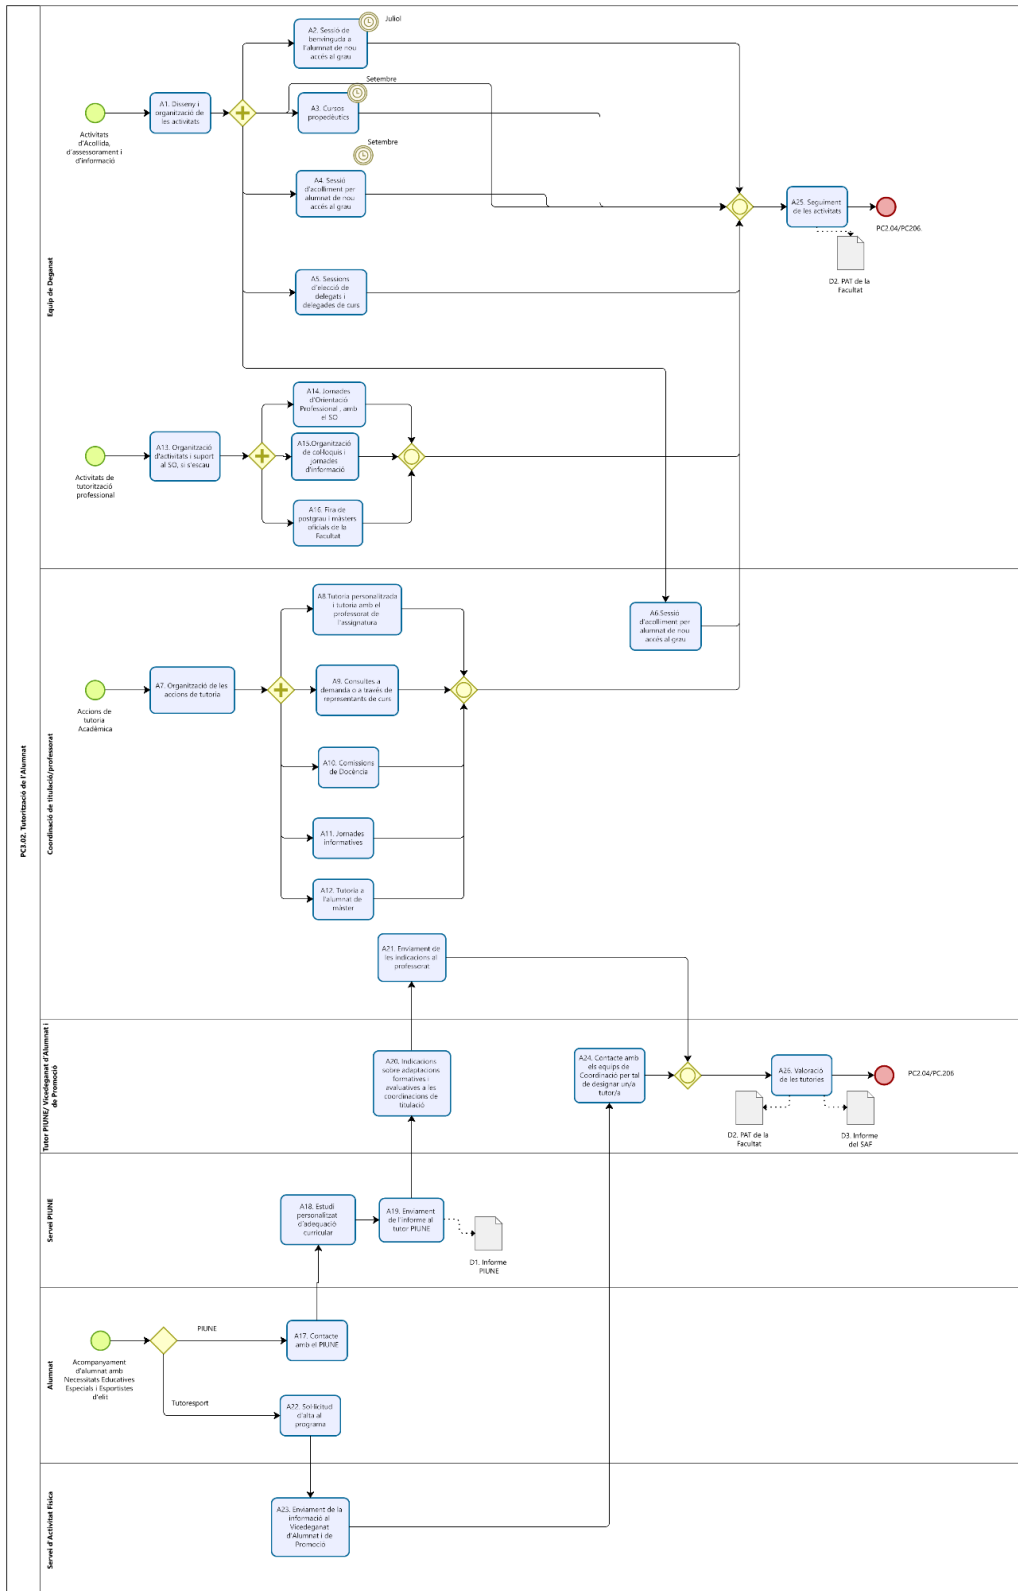 PC3.02. Tutorització de l'Alumnat
Equip de Deganat
Activitats
d'Acollida,
d'assessorament i
d'informació
A1. Disseny i
organització de
les activitats
A2. Sessió de
benvinguda a
l'alumnat de nou
accés al grau
Juliol
Setembre
A3. Cursos
propedèutics
Setembre
A4. Sessió
d'acolliment per
alumnat de nou
accés al grau
A5. Sessions
d'elecció de
delegats i
delegades de curs
A25. Seguiment
de les activitats
PC2.04/PC206.
D2. PAT de la
Facultat
Activitats de
tutorització
professional
A13. Organització
d'activitats i suport
al SO, si s'escau
A14. Jornades
d'Orientació
Professional , amb
el SO
A15.Organització
de col·loquis i
jornades
d'informació
A16. Fira de
postgrau i màsters
oficials de la
Facultat
Coordinació de titulació/professorat
A6.Sessió
d'acolliment per
alumnat de nou
accés al grau
Accions de
tutoria
Acadèmica
A7. Organització de les
accions de tutoria
A8.Tutoria personalitzada
i tutoria amb el
professorat de
l'assignatura
A9. Consultes a
demanda o a través de
representants de curs
A10. Comissions
de Docència
A11. Jornades
informatives
A12. Tutoria a
l'alumnat de
màster
A21. Enviament de
les indicacions al
professorat
Tutor PIUNE/ Vicedeganat d'Alumnat i
de Promoció
A20. Indicacions
sobre adaptacions
formatives i
avaluatives a les
coordinacions de
titulació
A24. Contacte amb
els equips de
Coordinació per tal
de designar un/a
tutor/a
A26. Valoració
de les tutories
PC2.04/PC.206
D2. PAT de la
Facultat
D3. Informe
del SAF
Servei PIUNE
A18. Estudi
personalitzat
d'adequació
curricular
A19. Enviament
de l'informe al
tutor PIUNE
D1. Informe
PIUNE
Alumnat
Acompanyament
d'alumnat amb
Necessitats Educatives
Especials i Esportistes
d'elit
PIUNE
A17. Contacte
amb el PIUNE
Tutoresport
A22. Sol·licitud
d'alta al
programa
Servei d'Activitat Física
A23. Enviament de la
informació al
Vicedeganat
d'Alumnat i de
Promoció